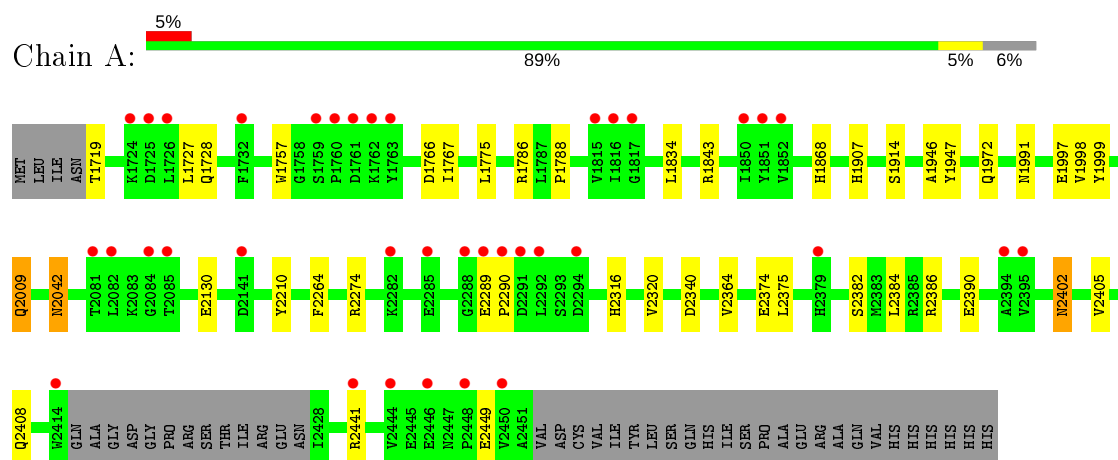 5%
Chain A:
89% 5% 6%
MET LEU ILE ASN T1719 K1724 D1725 L1726 L1727 Q1728 F1732 W1757 G1758 S1759 P1760 D1761 K1762 Y1763 D1766 I1767 L1775 R1786 L1787 P1788 V1815 I1816 G1817 L1834 R1843 I1850 Y1851 V1852 H1868 H1907 S1914 A1946 Y1947 Q1972 N1991 E1997 V1998 Y1999
Q2009 N2042 T2081 L2082 K2083 G2084 T2085 E2130 D2141 Y2210 F2264 R2274 K2282 E2285 G2288 E2289 P2290 D2291 L2292 S2293 D2294 H2316 V2320 D2340 V2364 E2374 L2375 H2379 S2382 M2383 L2384 R2385 R2386 E2390 A2394 V2395 N2402 V2405
Q2408 W2414 GLN ALA GLY ASP GLY PRO ARG SER THR ILE ARG GLU ASN I2428 R2441 V2444 E2445 E2446 N2447 P2448 E2449 V2450 A2451 VAL ASP CYS VAL ILE TYR LEU SER GLN HIS ILE SER PRO ALA GLU ARG ALA GLN VAL HIS HIS HIS HIS HIS HIS